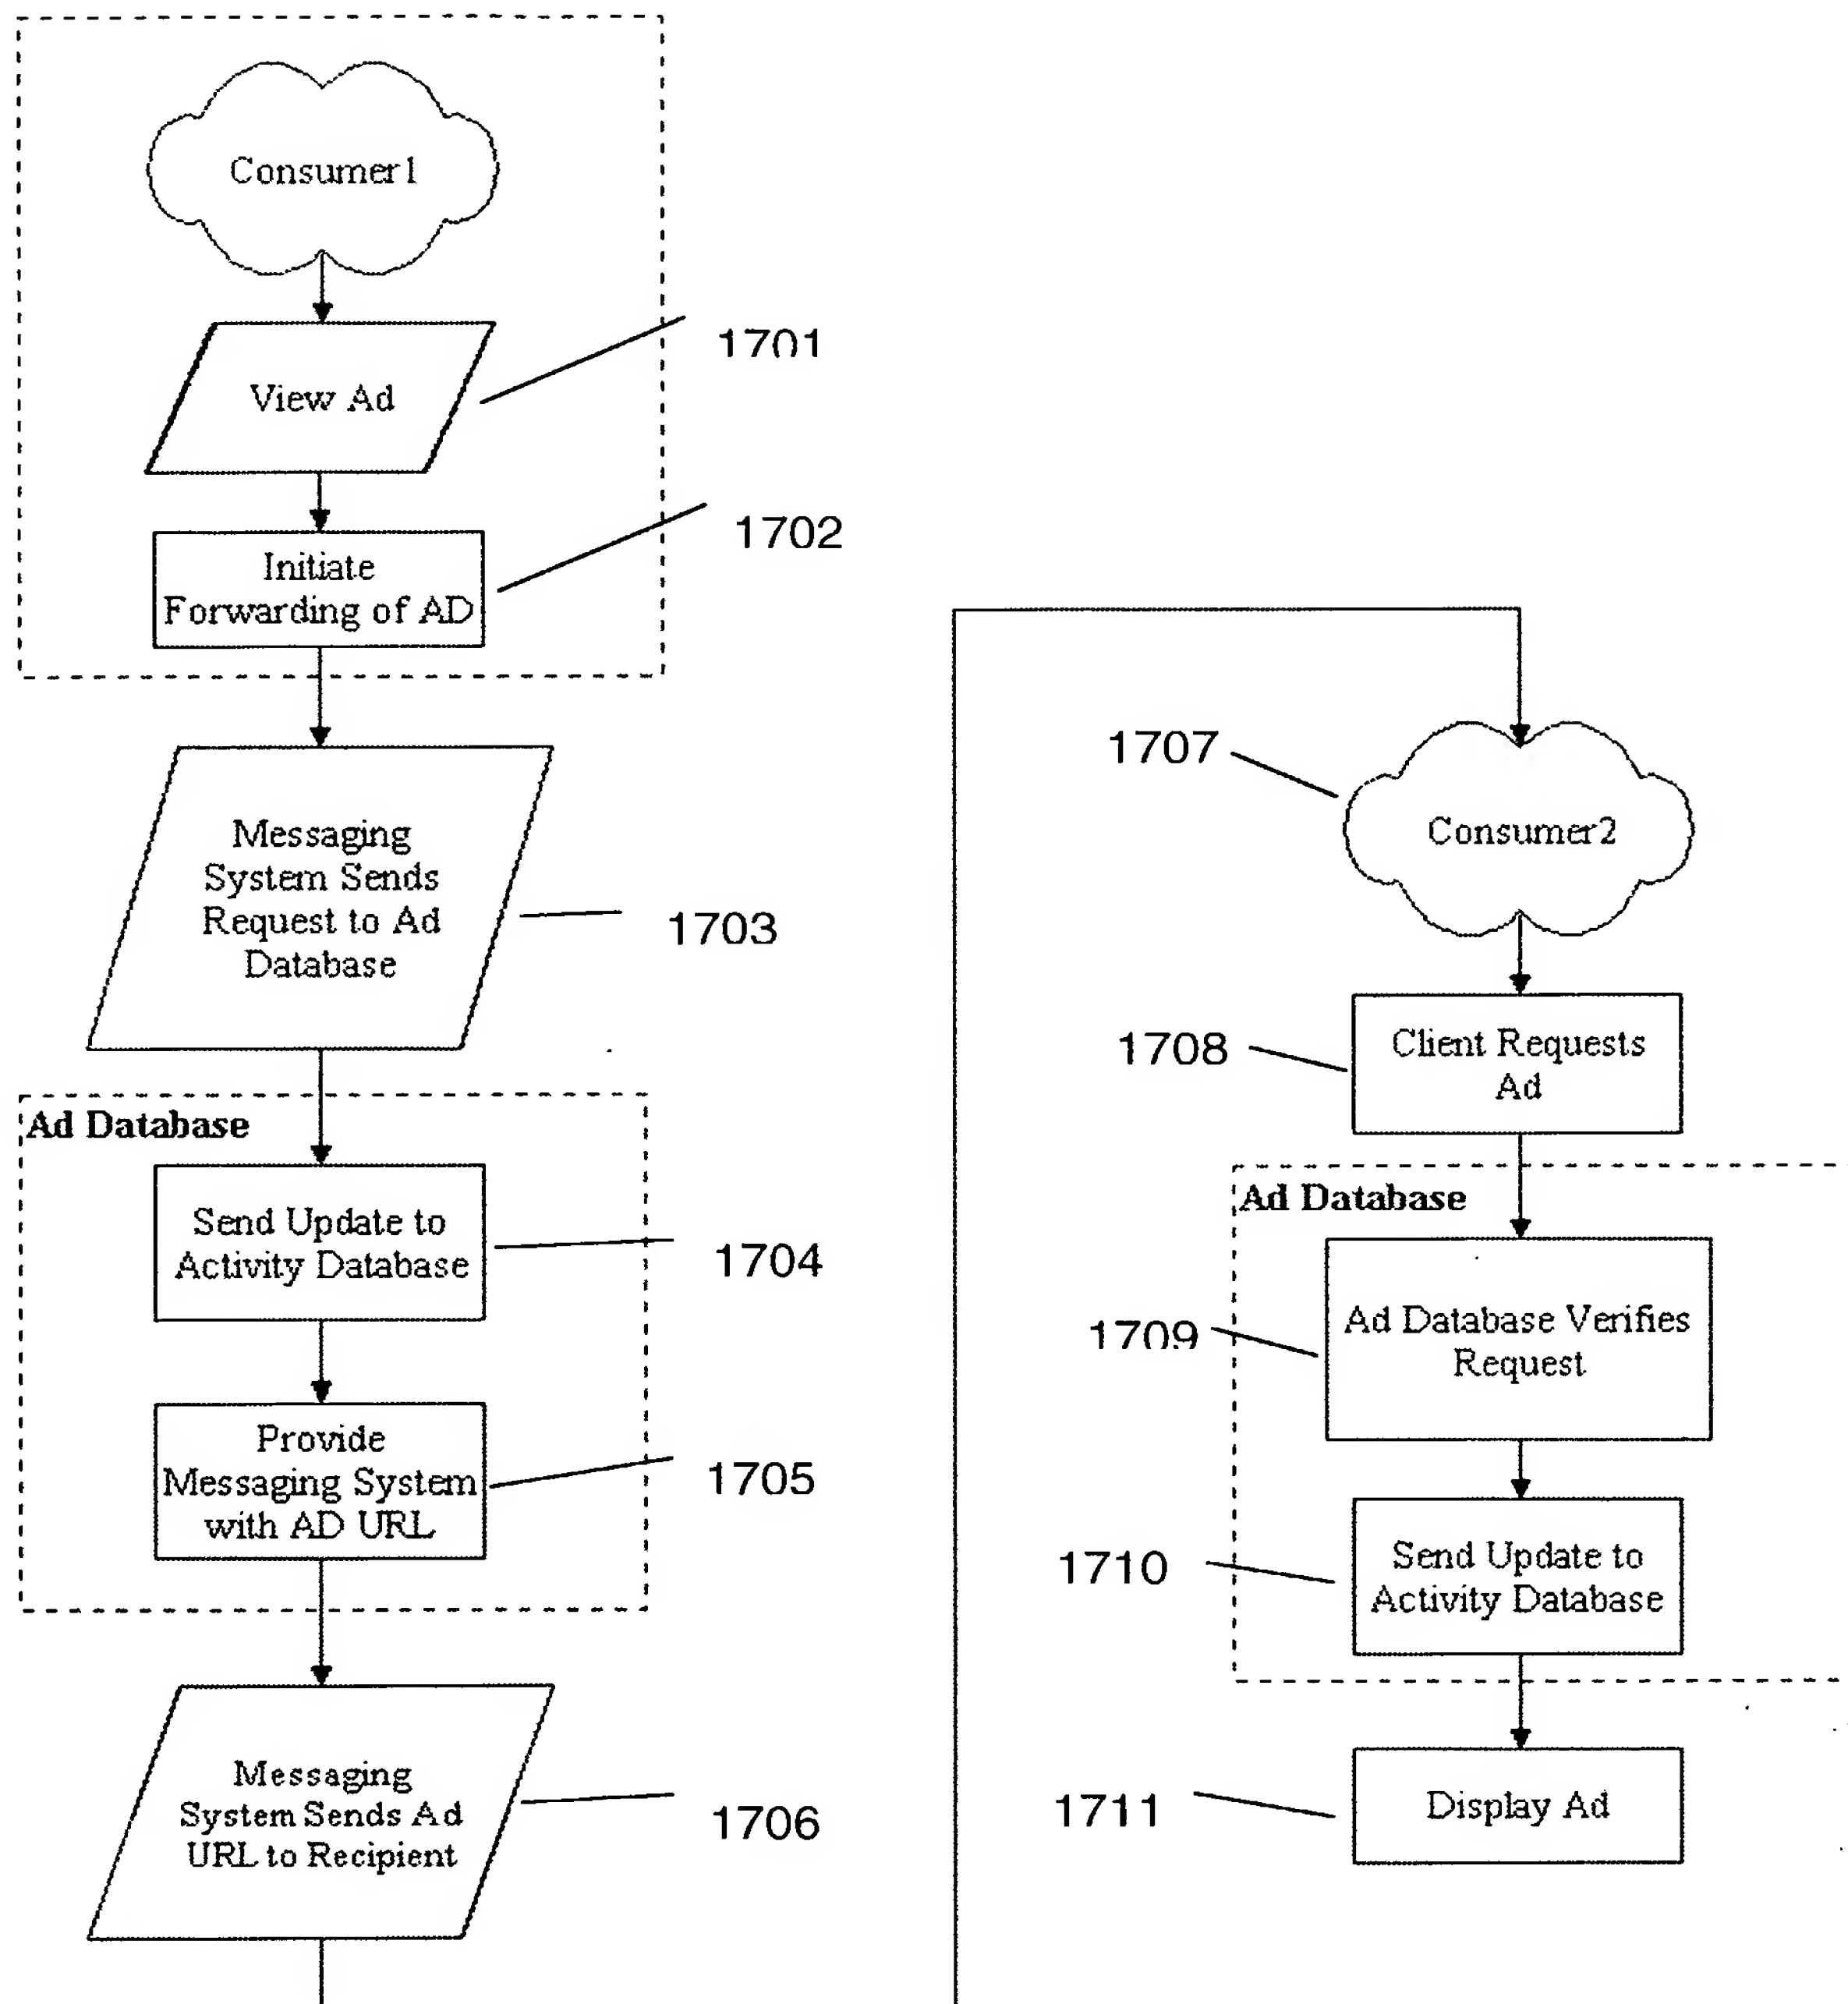 Consumer1
View Ad
1701
Initiate
Forwarding of AD
1702
Messaging
System Sends
Request to Ad
Database
1703
Ad Database
Send Update to
Activity Database
1704
Provide
Messaging System
with AD URL
1705
Messaging
System Sends Ad
URL to Recipient
1706
1707
Consumer2
1708
Client Requests
Ad
Ad Database
1709
Ad Database Verifies
Request
1710
Send Update to
Activity Database
1711
Display Ad